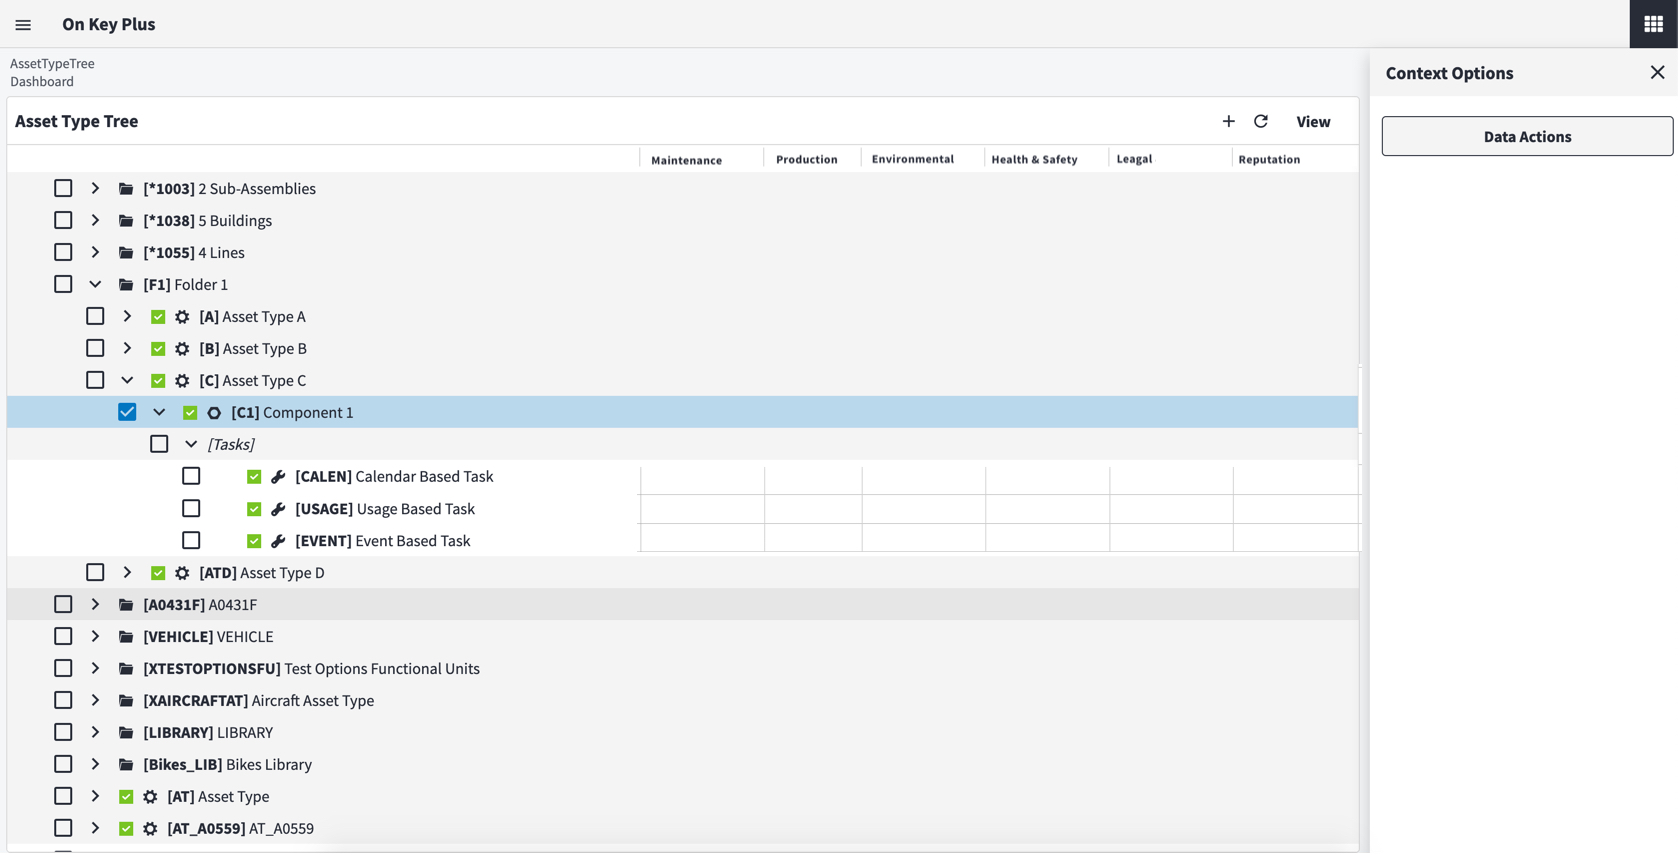 On Key Plus
AssetTypeTree
Dashboard
Context Options
Asset Type Tree
View
Data Actions
Maintenance Production Environmental Health & Safety Leagal Reputation
[*1003] 2 Sub-Assemblies
[*1038] 5 Buildings
[*1055] 4 Lines
[F1] Folder 1
[A] Asset Type A
[B] Asset Type B
[C] Asset Type C
[C1] Component 1
[Tasks]
[CALEN] Calendar Based Task
[USAGE] Usage Based Task
[EVENT] Event Based Task
[ATD] Asset Type D
[A0431F] A0431F
[VEHICLE] VEHICLE
[XTESTOPTIONSFU] Test Options Functional Units
[XAIRCRAFTAT] Aircraft Asset Type
[LIBRARY] LIBRARY
[Bikes_LIB] Bikes Library
[AT] Asset Type
[AT_A0559] AT_A0559